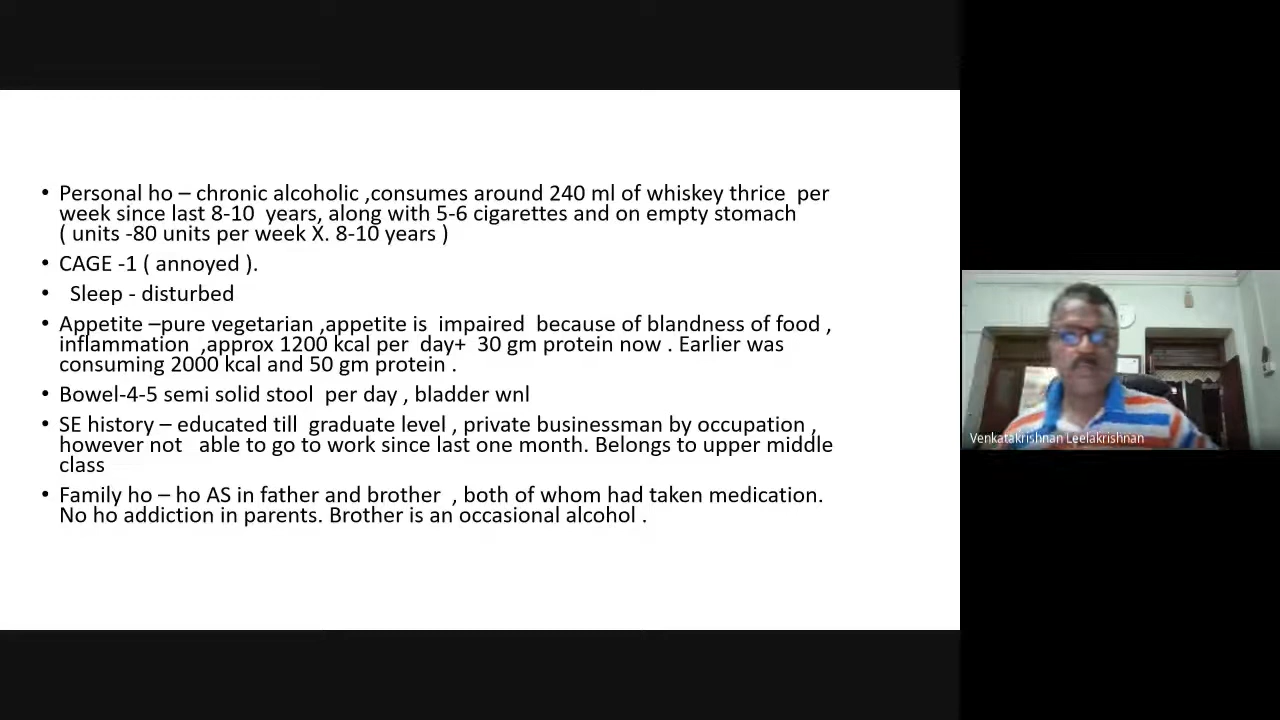 • Personal ho – chronic alcoholic ,consumes around 240 ml of whiskey thrice  per
week since last 8-10  years, along with 5-6 cigarettes and on empty stomach
( units -80 units per week X. 8-10 years )
• CAGE -1 ( annoyed ).
•   Sleep - disturbed
• Appetite –pure vegetarian ,appetite is  impaired  because of blandness of food ,
inflammation  ,approx 1200 kcal per  day+  30 gm protein now . Earlier was
consuming 2000 kcal and 50 gm protein .
• Bowel-4-5 semi solid stool  per day , bladder wnl
• SE history – educated till  graduate level , private businessman by occupation ,
however not   able to go to work since last one month. Belongs to upper middle
class
• Family ho – ho AS in father and brother  , both of whom had taken medication.
No ho addiction in parents. Brother is an occasional alcohol .
Venkatakrishnan Leelakrishnan